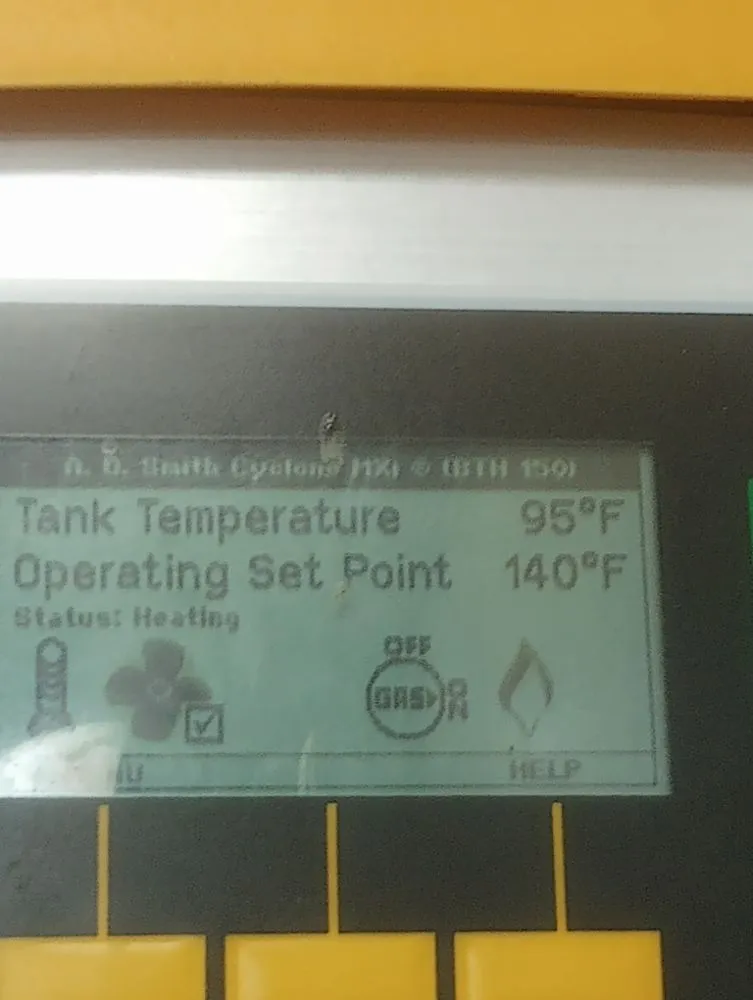 A. O. Smith Cyclone MXi © (BTH 150)
Tank Temperature 95°F
Operating Set Point 140°F
Status: Heating
OFF
GAS
ON
HELP